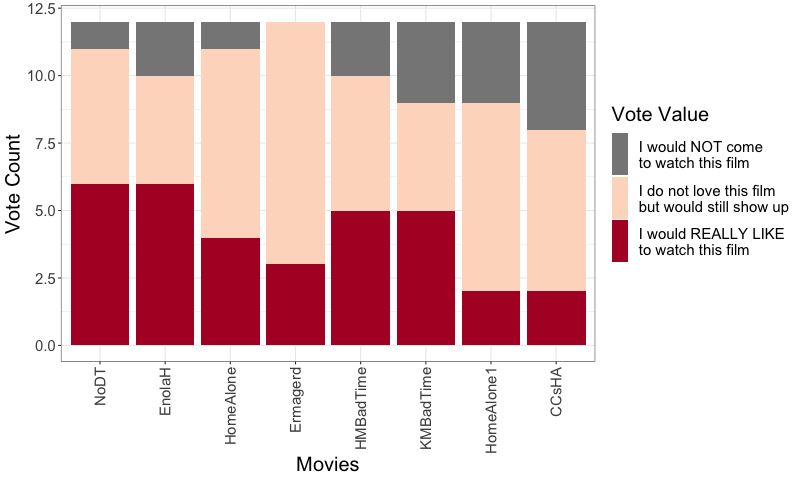 12.5
10.0
7.5
5.0
2.5
0.0
Vote Count
NoDT
EnolaH
HomeAlone
Ermagerd
HMBadTime
KMBadTime
HomeAlone1
CCsHA
Movies
Vote Value
I would NOT come
to watch this film
I do not love this film
but would still show up
I would REALLY LIKE
to watch this film